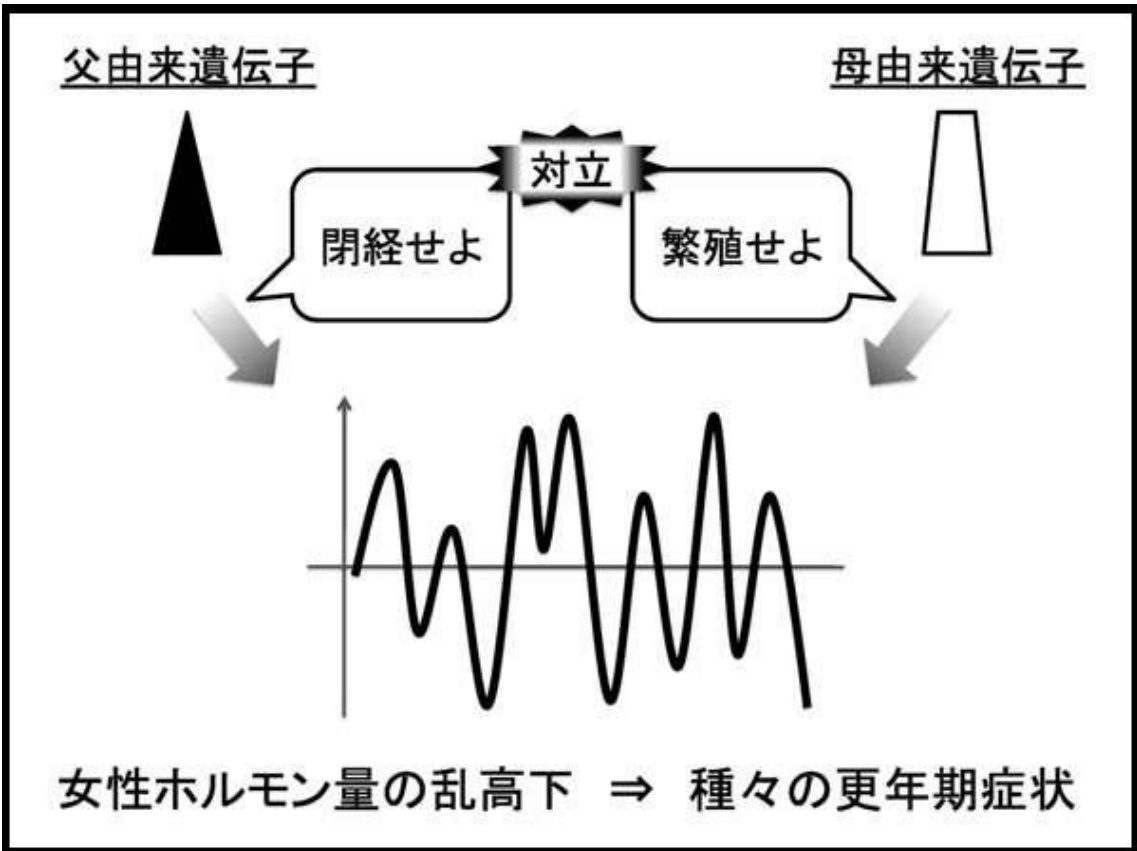 父由来遺伝子
母由来遺伝子
対立
閉経せよ
繁殖せよ
女性ホルモン量の乱高下 ⇒ 種々の更年期症状